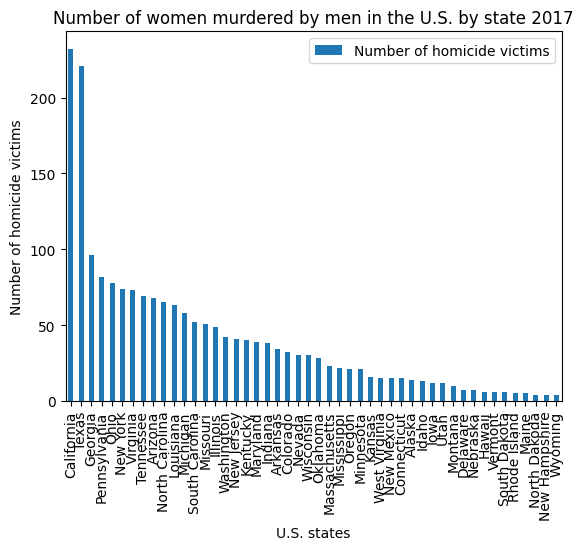 Number of women murdered by men in the U.S. by state 2017
Number of homicide victims
Number of homicide victims
200
150
100
50
0
California
Texas
Georgia
Pennsylvania
Ohio
New York
Virginia
Tennessee
Arizona
North Carolina
Louisiana
Michigan
South Carolina
Missouri
Illinois
Washington
New Jersey
Kentucky
Maryland
Indiana
Arkansas
Colorado
Nevada
Wisconsin
Oklahoma
Massachusetts
Mississippi
Oregon
Minnesota
Kansas
West Virginia
New Mexico
Connecticut
Alaska
Idaho
Iowa
Utah
Montana
Delaware
Nebraska
Hawaii
Vermont
South Dakota
Rhode Island
Maine
North Dakoda
New Hampshire
Wyoming
U.S. states